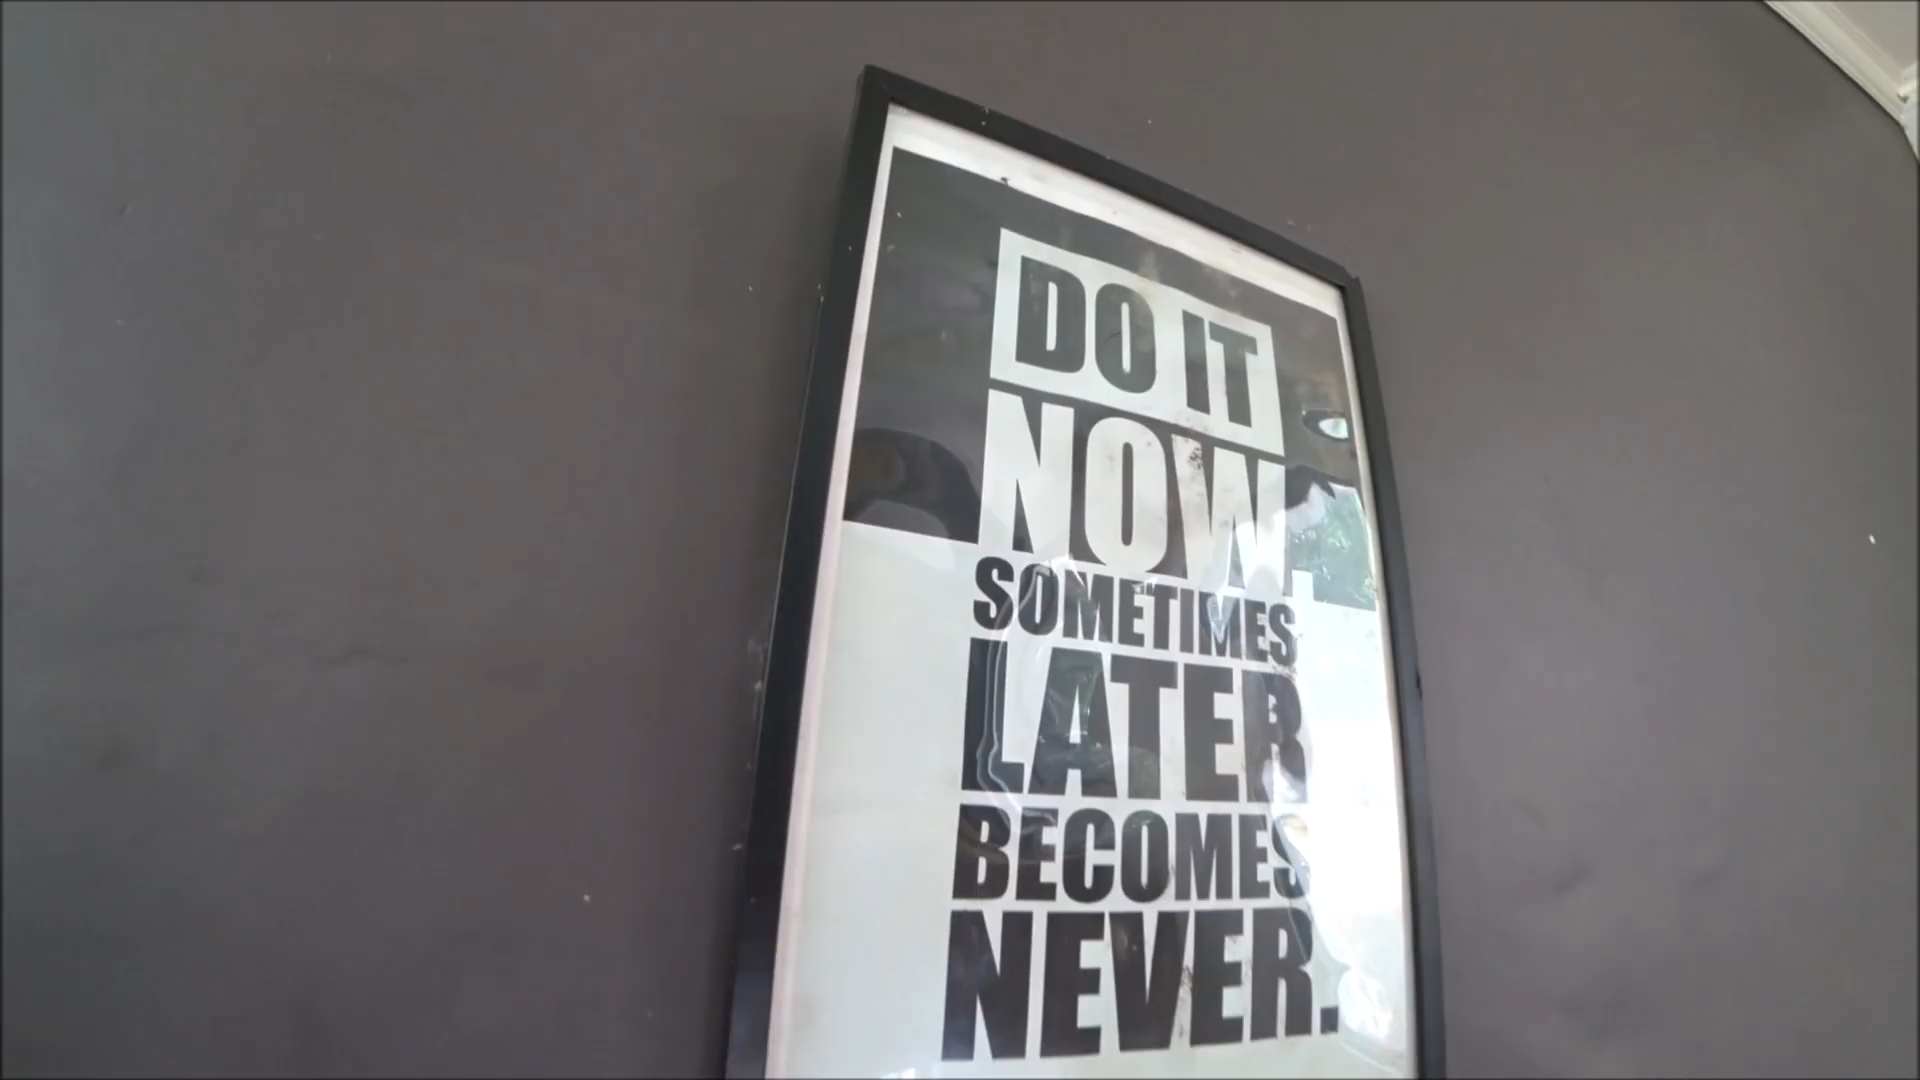 DO IT
NOW
SOMETIMES
LATER
BECOMES
NEVER.